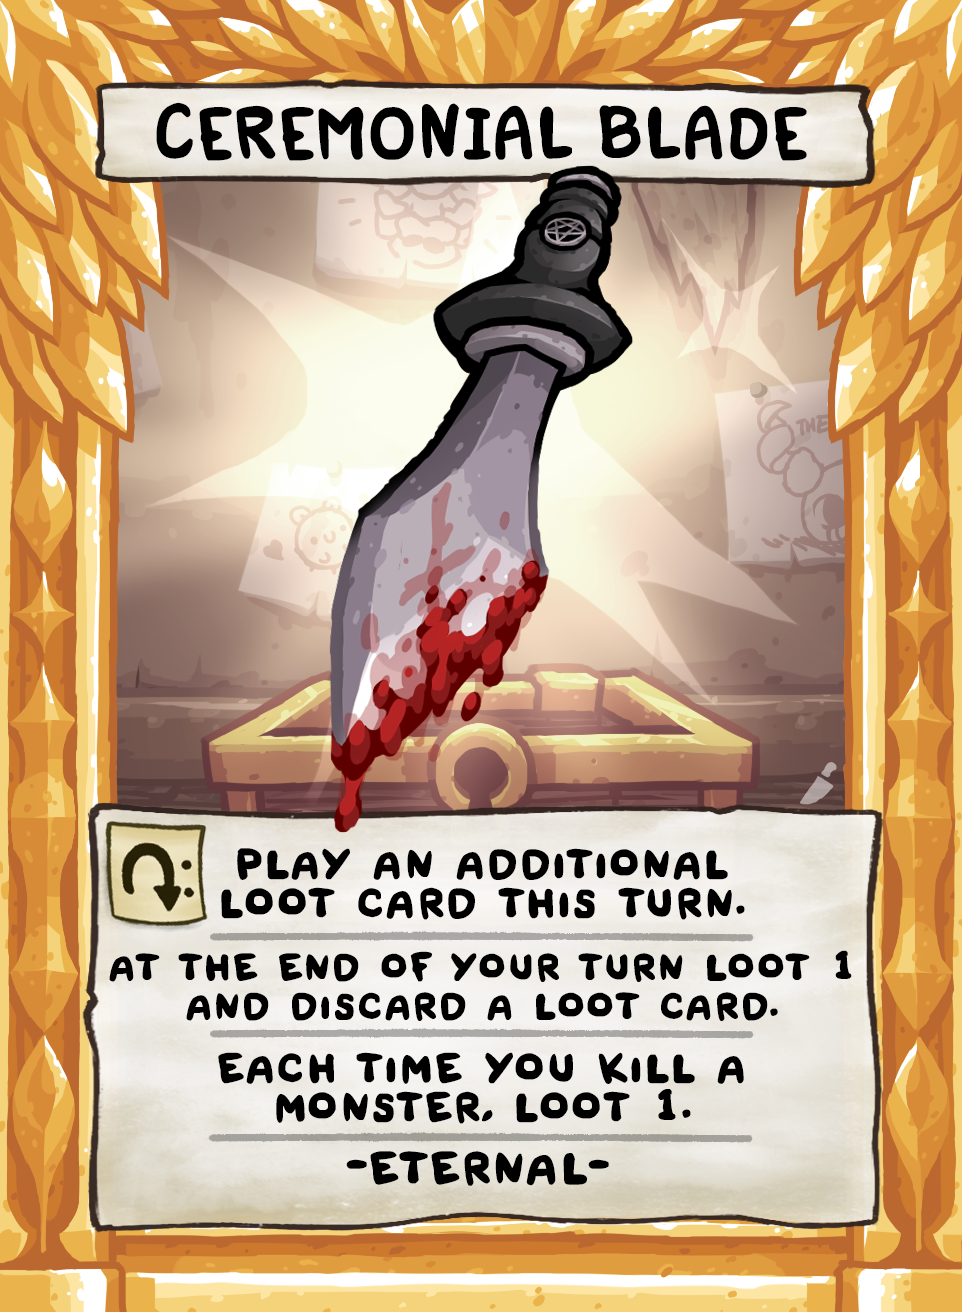 CEREMONIAL BLADE
THE
PLAY AN ADDITIONAL
LOOT CARD THIS TURN.
AT THE END OF YOUR TURN LOOT 1
AND DISCARD A LOOT CARD.
EACH TIME YOU KILL A
MONSTER, LOOT 1.
-ETERNAL-